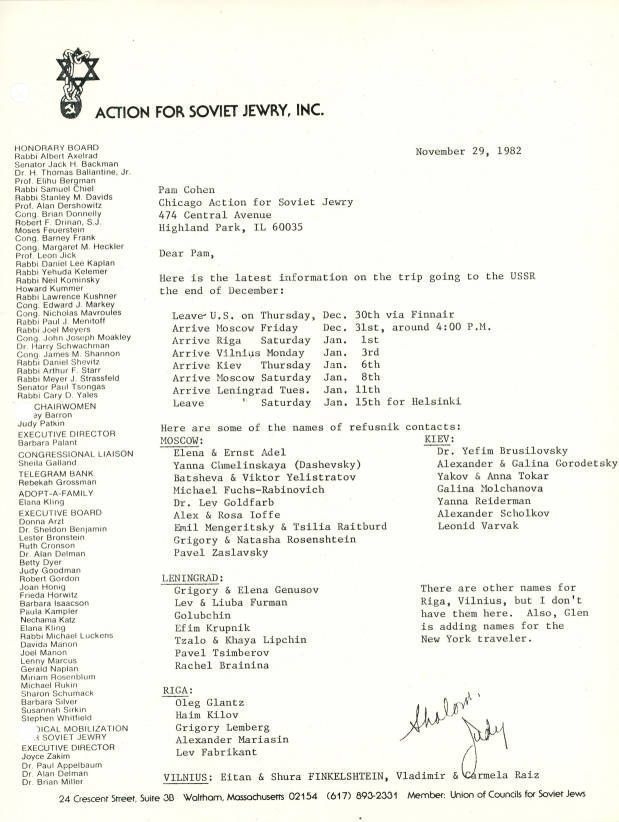 ACTION FOR SOVIET JEWRY, INC.
HONORARY BOARD
Rabbi Albert Axelrad
Senator Jack H. Backman
Dr. H. Thomas Ballantine, Jr.
Prof. Elihu Bergman
Rabbi Samuel Chiel
Rabbi Stanley M. Davids
Prof. Alan Dershowitz
Cong. Brian Donnelly
Robert F. Drinan, S.J.
Moses Feuerstein
Cong. Barney Frank
Cong. Margaret M. Heckler
Prof. Leon Jick
Rabbi Daniel Lee Kaplan
Rabbi Yehuda Kelemer
Rabbi Neil Kominsky
Howard Kummer
Rabbi Lawrence Kushner
Cong. Edward J. Markey
Cong. Nicholas Mavroules
Rabbi Paul J. Menitoff
Rabbi Joel Meyers
Cong. John Joseph Moakley
Dr. Harry Schwachman
Cong. James M. Shannon
Rabbi Daniel Shevitz
Rabbi Arthur F. Starr
Rabbi Meyer J. Strassfeld
Senator Paul Tsongas
Rabbi Cary D. Yales
CHAIRWOMEN
ay Barron
Judy Patkin
EXECUTIVE DIRECTOR
Barbara Palant
CONGRESSIONAL LIAISON
Sheila Galland
TELEGRAM BANK
Rebekah Grossman
ADOPT-A-FAMILY
Elana Kling
EXECUTIVE BOARD
Donna Arzt
Dr. Sheldon Benjamin
Lester Bronstein
Ruth Cronson
Dr. Alan Delman
Betty Dyer
Judy Goodman
Robert Gordon
Joan Honig
Frieda Horwitz
Barbara Isaacson
Paula Kampler
Nechama Katz
Elana Kling
Rabbi Michael Luckens
Davida Manon
Joel Manon
Lenny Marcus
Gerald Naplan
Miriam Rosenblum
Michael Rukin
Sharon Schumack
Barbara Silver
Susannah Sirkin
Stephen Whitfield
DICAL MOBILIZATION
R SOVIET JEWRY
EXECUTIVE DIRECTOR
Joyce Zakim
Dr. Paul Appelbaum
Dr. Alan Delman
Dr. Brian Miller
November 29, 1982
Pam Cohen
Chicago Action for Soviet Jewry
474 Central Avenue
Highland Park, IL 60035
Dear Pam,
Here is the latest information on the trip going to the USSR
the end of December:
Leave U.S. on Thursday, Dec. 30th via Finnair
Arrive Moscow Friday Dec. 31st, around 4:00 P.M.
Arrive Riga Saturday Jan. 1st
Arrive Vilnius Monday Jan. 3rd
Arrive Kiev Thursday Jan. 6th
Arrive Moscow Saturday Jan. 8th
Arrive Leningrad Tues. Jan. 11th
Leave " Saturday Jan. 15th for Helsinki
Here are some of the names of refusnik contacts:
MOSCOW:
Elena & Ernst Adel
Yanna Chmelinskaya (Dashevsky)
Batsheva & Viktor Yelistratov
Michael Fuchs-Rabinovich
Dr. Lev Goldfarb
Alex & Rosa Ioffe
Emil Mengeritsky & Tsilia Raitburd
Grigory & Natasha Rosenshtein
Pavel Zaslavsky
KIEV:
Dr. Yefim Brusilovsky
Alexander & Galina Gorodetsky
Yakov & Anna Tokar
Galina Molchanova
Yanna Reiderman
Alexander Scholkov
Leonid Varvak
LENINGRAD:
Grigory & Elena Genusov
Lev & Liuba Furman
Golubchin
Efim Krupnik
Tzalo & Khaya Lipchin
Pavel Tsimberov
Rachel Brainina
There are other names for
Riga, Vilnius, but I don't
have them here. Also, Glen
is adding names for the
New York traveler.
RIGA:
Oleg Glantz
Haim Kilov
Grigory Lemberg
Alexander Mariasin
Lev Fabrikant
Shalom,
Judy
VILNIUS: Eitan & Shura FINKELSHTEIN, Vladimir & Carmela Raiz
24 Crescent Street, Suite 3B Waltham, Massachusetts 02154 (617) 893-2331 Member: Union of Councils for Soviet Jews